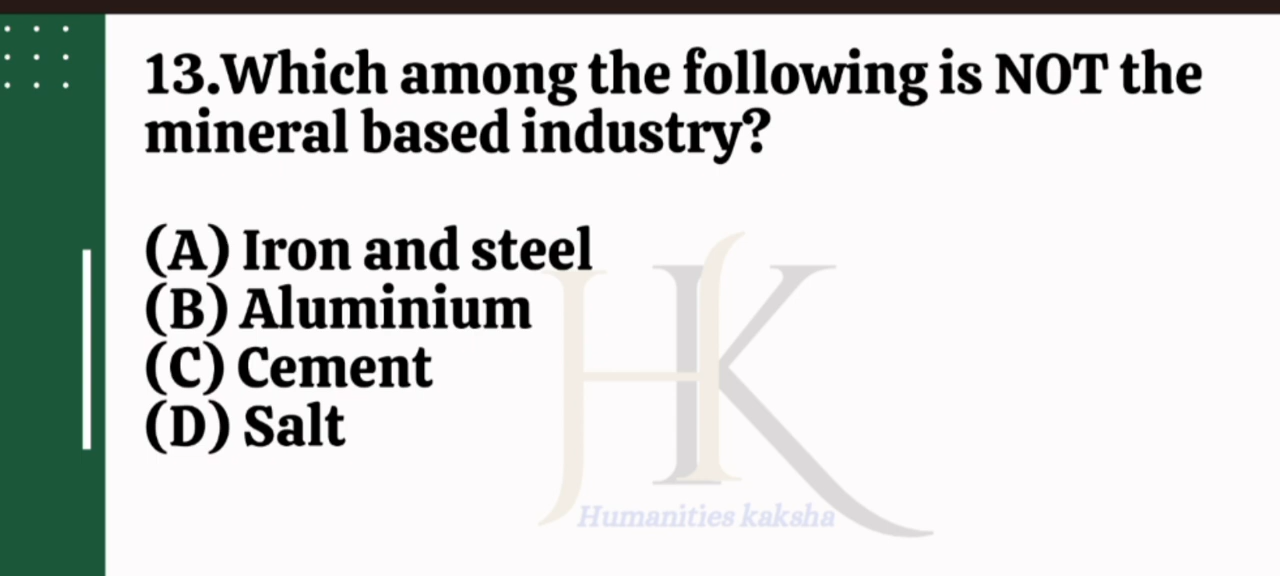 13.Which among the following is NOT the
mineral based industry?
(A) Iron and steel
(B) Aluminium
(C) Cement
(D) Salt
HK
Humanities kaksha